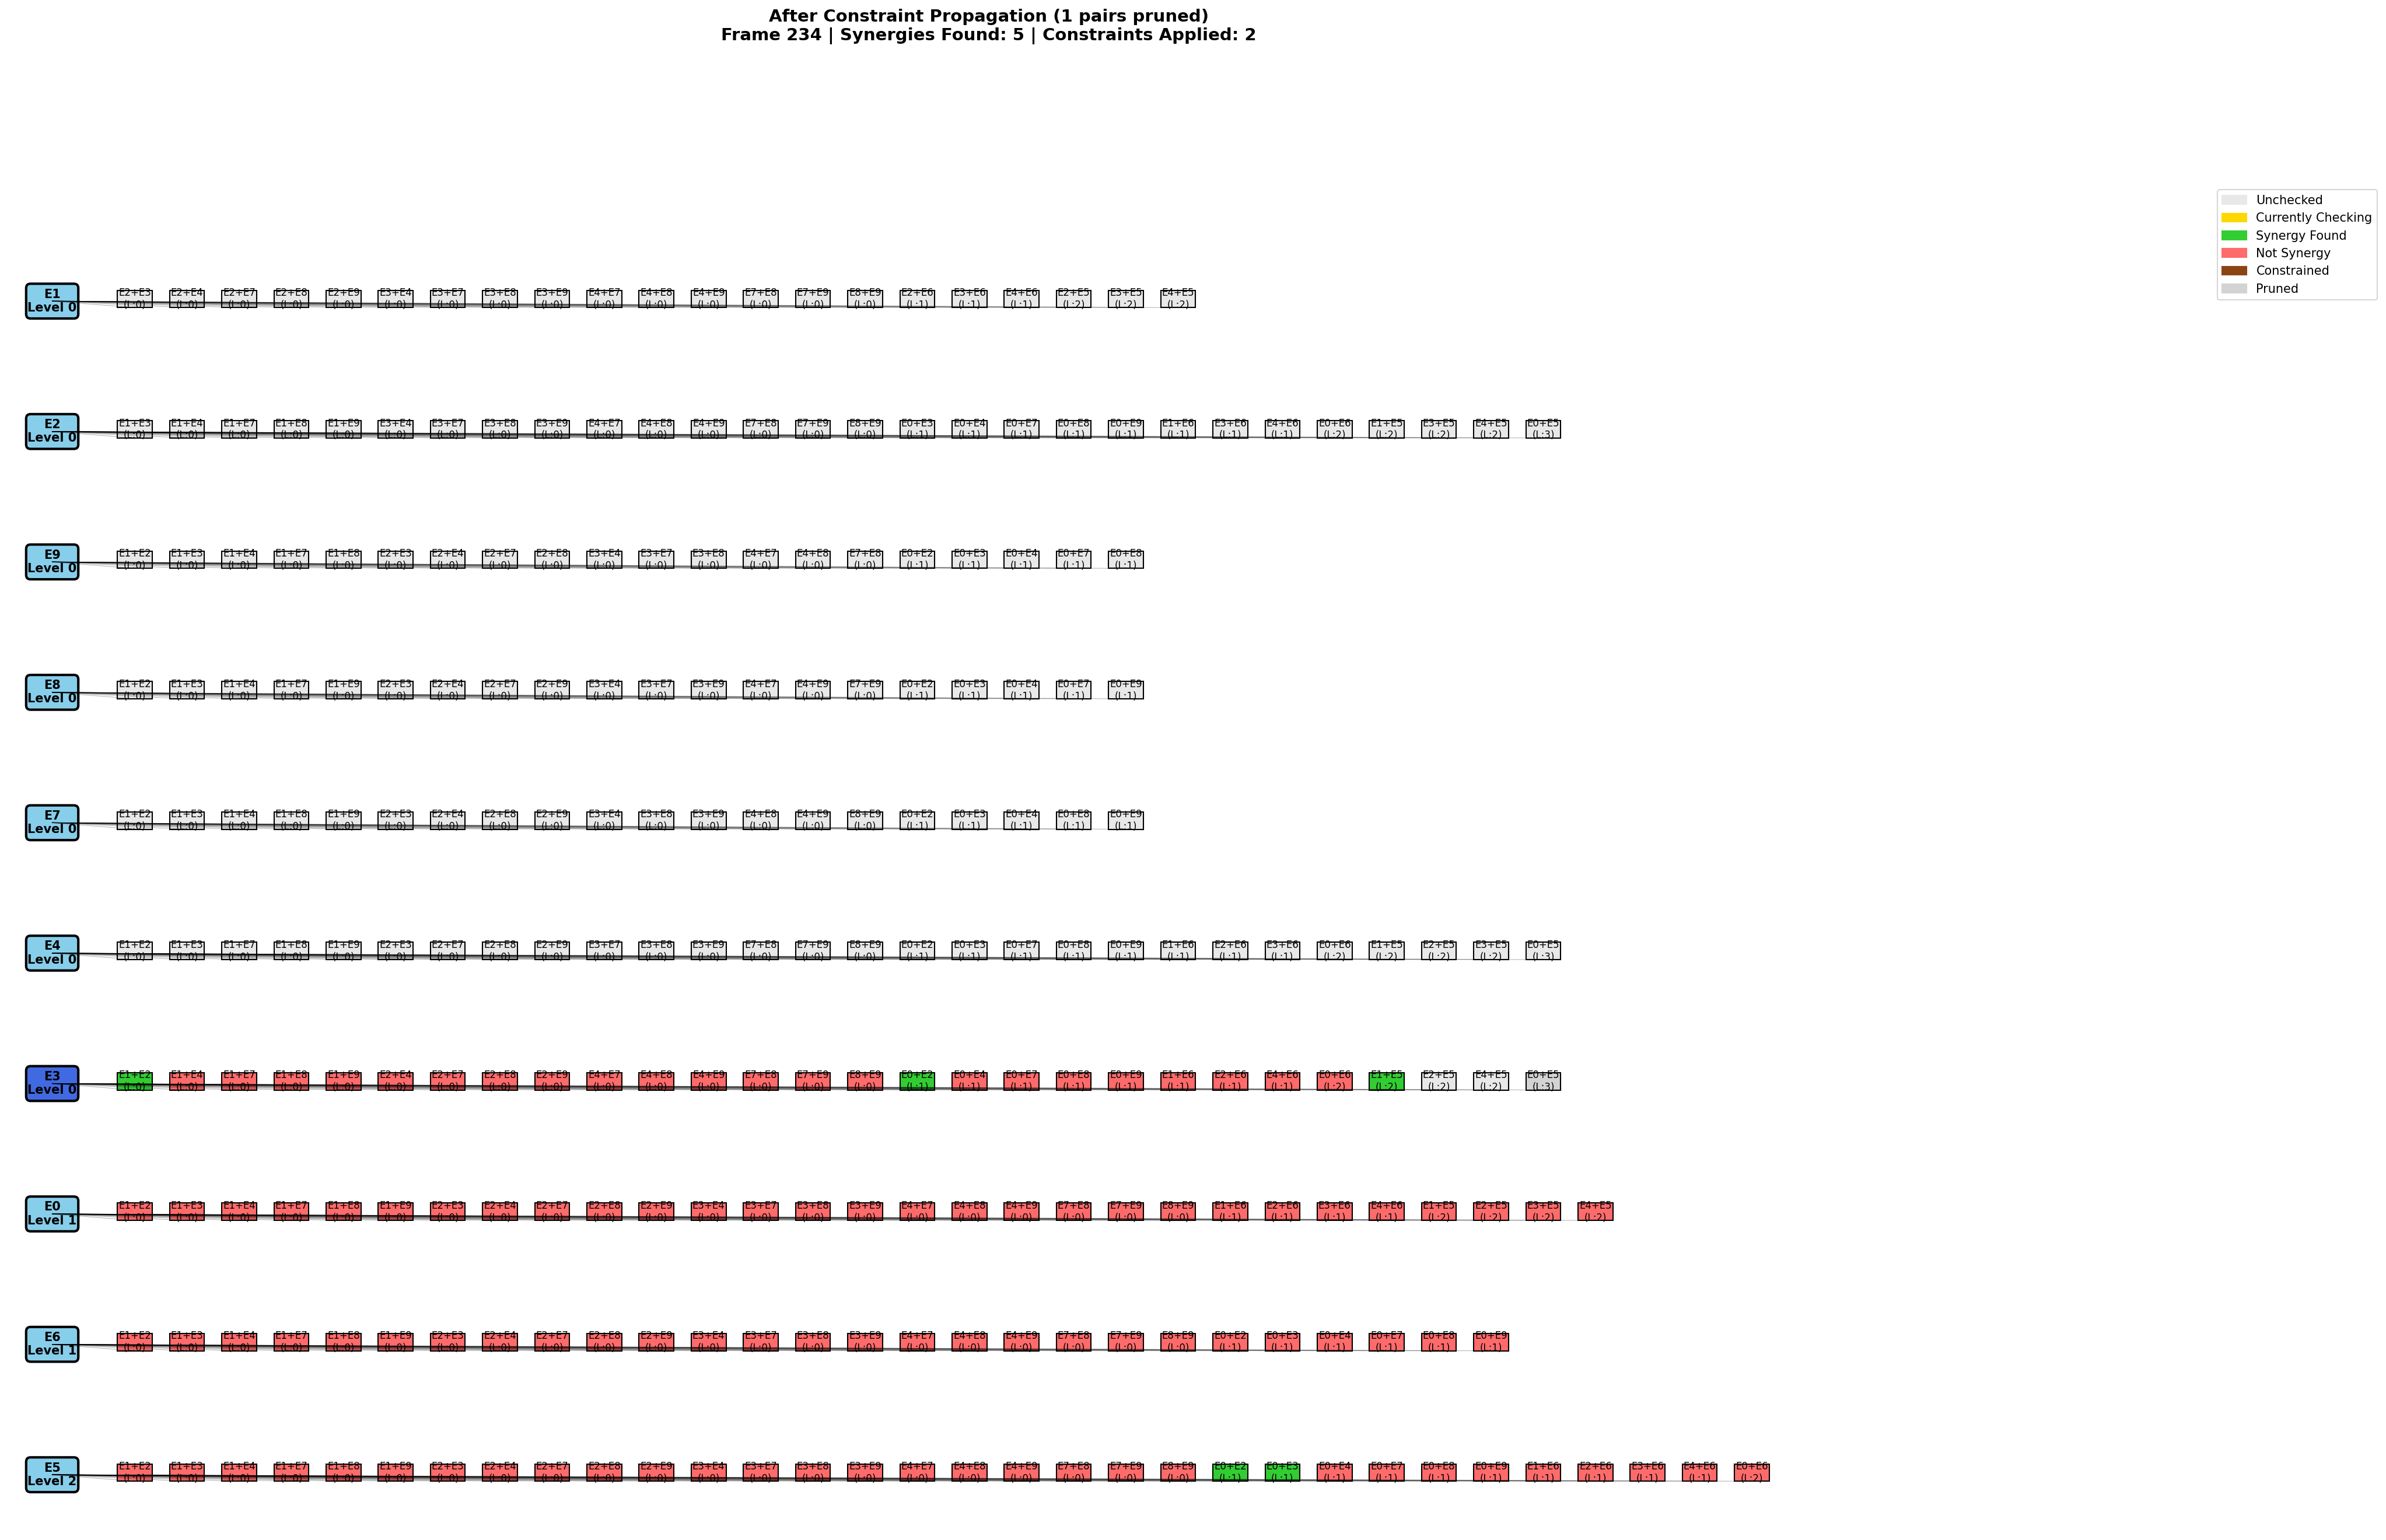 After Constraint Propagation (1 pairs pruned)
Frame 234 | Synergies Found: 5 | Constraints Applied: 2
Unchecked
Currently Checking
Synergy Found
Not Synergy
Constrained
Pruned
E1 E2+E3 E2+E4 E2+E7 E2+E8 E2+E9 E3+E4 E3+E7 E3+E8 E3+E9 E4+E7 E4+E8 E4+E9 E7+E8 E7+E9 E8+E9 E2+E6 E3+E6 E4+E6 E2+E5 E3+E5 E4+E5
Level 0 (L:0) (L:0) (L:0) (L:0) (L:0) (L:0) (L:0) (L:0) (L:0) (L:0) (L:0) (L:0) (L:0) (L:0) (L:0) (L:1) (L:1) (L:1) (L:2) (L:2) (L:2)
E2 E1+E3 E1+E4 E1+E7 E1+E8 E1+E9 E3+E4 E3+E7 E3+E8 E3+E9 E4+E7 E4+E8 E4+E9 E7+E8 E7+E9 E8+E9 E0+E3 E0+E4 E0+E7 E0+E8 E0+E9 E1+E6 E3+E6 E4+E6 E0+E6 E1+E5 E3+E5 E4+E5 E0+E5
Level 0 (L:0) (L:0) (L:0) (L:0) (L:0) (L:0) (L:0) (L:0) (L:0) (L:0) (L:0) (L:0) (L:0) (L:0) (L:0) (L:1) (L:1) (L:1) (L:1) (L:1) (L:1) (L:1) (L:1) (L:2) (L:2) (L:2) (L:2) (L:3)
E9 E1+E2 E1+E3 E1+E4 E1+E7 E1+E8 E2+E3 E2+E4 E2+E7 E2+E8 E3+E4 E3+E7 E3+E8 E4+E7 E4+E8 E7+E8 E0+E2 E0+E3 E0+E4 E0+E7 E0+E8
Level 0 (L:0) (L:0) (L:0) (L:0) (L:0) (L:0) (L:0) (L:0) (L:0) (L:0) (L:0) (L:0) (L:0) (L:0) (L:0) (L:1) (L:1) (L:1) (L:1) (L:1)
E8 E1+E2 E1+E3 E1+E4 E1+E7 E1+E9 E2+E3 E2+E4 E2+E7 E2+E9 E3+E4 E3+E7 E3+E9 E4+E7 E4+E9 E7+E9 E0+E2 E0+E3 E0+E4 E0+E7 E0+E9
Level 0 (L:0) (L:0) (L:0) (L:0) (L:0) (L:0) (L:0) (L:0) (L:0) (L:0) (L:0) (L:0) (L:0) (L:0) (L:0) (L:1) (L:1) (L:1) (L:1) (L:1)
E7 E1+E2 E1+E3 E1+E4 E1+E8 E1+E9 E2+E3 E2+E4 E2+E8 E2+E9 E3+E4 E3+E8 E3+E9 E4+E8 E4+E9 E8+E9 E0+E2 E0+E3 E0+E4 E0+E8 E0+E9
Level 0 (L:0) (L:0) (L:0) (L:0) (L:0) (L:0) (L:0) (L:0) (L:0) (L:0) (L:0) (L:0) (L:0) (L:0) (L:0) (L:1) (L:1) (L:1) (L:1) (L:1)
E4 E1+E2 E1+E3 E1+E7 E1+E8 E1+E9 E2+E3 E2+E7 E2+E8 E2+E9 E3+E7 E3+E8 E3+E9 E7+E8 E7+E9 E8+E9 E0+E2 E0+E3 E0+E7 E0+E8 E0+E9 E1+E6 E2+E6 E3+E6 E0+E6 E1+E5 E2+E5 E3+E5 E0+E5
Level 0 (L:0) (L:0) (L:0) (L:0) (L:0) (L:0) (L:0) (L:0) (L:0) (L:0) (L:0) (L:0) (L:0) (L:0) (L:0) (L:1) (L:1) (L:1) (L:1) (L:1) (L:1) (L:1) (L:1) (L:2) (L:2) (L:2) (L:2) (L:3)
E3 E1+E2 E1+E4 E1+E7 E1+E8 E1+E9 E2+E4 E2+E7 E2+E8 E2+E9 E4+E7 E4+E8 E4+E9 E7+E8 E7+E9 E8+E9 E0+E2 E0+E4 E0+E7 E0+E8 E0+E9 E1+E6 E2+E6 E4+E6 E0+E6 E1+E5 E2+E5 E4+E5 E0+E5
Level 0 (L:0) (L:0) (L:0) (L:0) (L:0) (L:0) (L:0) (L:0) (L:0) (L:0) (L:0) (L:0) (L:0) (L:0) (L:0) (L:1) (L:1) (L:1) (L:1) (L:1) (L:1) (L:1) (L:1) (L:2) (L:2) (L:2) (L:2) (L:3)
E0 E1+E2 E1+E3 E1+E4 E1+E7 E1+E8 E1+E9 E2+E3 E2+E4 E2+E7 E2+E8 E2+E9 E3+E4 E3+E7 E3+E8 E3+E9 E4+E7 E4+E8 E4+E9 E7+E8 E7+E9 E8+E9 E1+E6 E2+E6 E3+E6 E4+E6 E1+E5 E2+E5 E3+E5 E4+E5
Level 1 (L:0) (L:0) (L:0) (L:0) (L:0) (L:0) (L:0) (L:0) (L:0) (L:0) (L:0) (L:0) (L:0) (L:0) (L:0) (L:0) (L:0) (L:0) (L:0) (L:0) (L:0) (L:1) (L:1) (L:1) (L:1) (L:2) (L:2) (L:2) (L:2)
E6 E1+E2 E1+E3 E1+E4 E1+E7 E1+E8 E1+E9 E2+E3 E2+E4 E2+E7 E2+E8 E2+E9 E3+E4 E3+E7 E3+E8 E3+E9 E4+E7 E4+E8 E4+E9 E7+E8 E7+E9 E8+E9 E0+E2 E0+E3 E0+E4 E0+E7 E0+E8 E0+E9
Level 1 (L:0) (L:0) (L:0) (L:0) (L:0) (L:0) (L:0) (L:0) (L:0) (L:0) (L:0) (L:0) (L:0) (L:0) (L:0) (L:0) (L:0) (L:0) (L:0) (L:0) (L:0) (L:1) (L:1) (L:1) (L:1) (L:1) (L:1)
E5 E1+E2 E1+E3 E1+E4 E1+E7 E1+E8 E1+E9 E2+E3 E2+E4 E2+E7 E2+E8 E2+E9 E3+E4 E3+E7 E3+E8 E3+E9 E4+E7 E4+E8 E4+E9 E7+E8 E7+E9 E8+E9 E0+E2 E0+E3 E0+E4 E0+E7 E0+E8 E0+E9 E1+E6 E2+E6 E3+E6 E4+E6 E0+E6
Level 2 (L:0) (L:0) (L:0) (L:0) (L:0) (L:0) (L:0) (L:0) (L:0) (L:0) (L:0) (L:0) (L:0) (L:0) (L:0) (L:0) (L:0) (L:0) (L:0) (L:0) (L:0) (L:1) (L:1) (L:1) (L:1) (L:1) (L:1) (L:1) (L:1) (L:1) (L:1) (L:2)